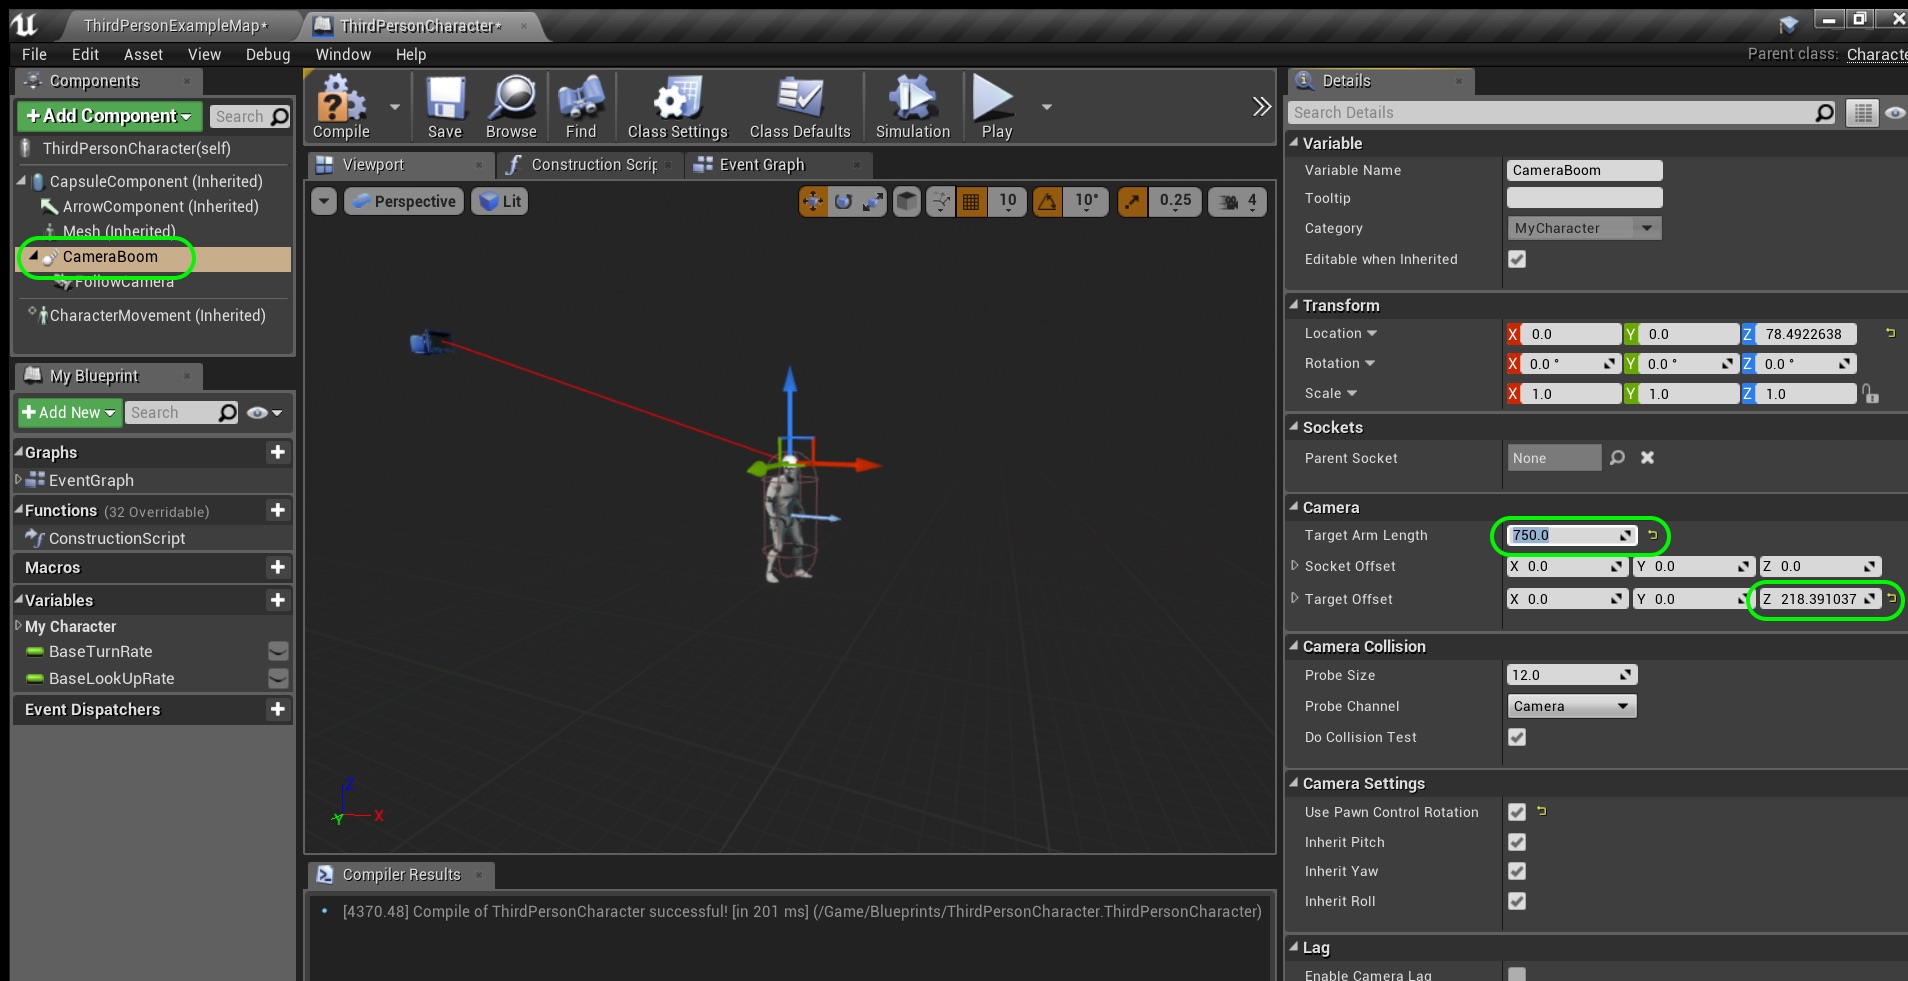 ThirdPersonExampleMap*
ThirdPersonCharacter*
File Edit Asset View Debug Window Help
Parent class: Characte
Components
+Add Component
Search
ThirdPersonCharacter(self)
CapsuleComponent (Inherited)
ArrowComponent (Inherited)
Mesh (Inherited)
CameraBoom
FollowCamera
CharacterMovement (Inherited)
My Blueprint
+Add New
Search
Graphs
EventGraph
Functions (32 Overridable)
ConstructionScript
Macros
Variables
My Character
BaseTurnRate
BaseLookUpRate
Event Dispatchers
Compile Save Browse Find Class Settings Class Defaults Simulation Play
Viewport Construction Scrip Event Graph
Perspective Lit 10 10° 0.25 4
Z
X
Y
Compiler Results
[4370.48] Compile of ThirdPersonCharacter successful! [in 201 ms] (/Game/Blueprints/ThirdPersonCharacter.ThirdPersonCharacter)
Details
Search Details
Variable
Variable Name CameraBoom
Tooltip
Category MyCharacter
Editable when Inherited
Transform
Location X 0.0 Y 0.0 Z 78.4922638
Rotation X 0.0 ° Y 0.0 ° Z 0.0 °
Scale X 1.0 Y 1.0 Z 1.0
Sockets
Parent Socket None
Camera
Target Arm Length 750.0
Socket Offset X 0.0 Y 0.0 Z 0.0
Target Offset X 0.0 Y 0.0 Z 218.391037
Camera Collision
Probe Size 12.0
Probe Channel Camera
Do Collision Test
Camera Settings
Use Pawn Control Rotation
Inherit Pitch
Inherit Yaw
Inherit Roll
Lag
Enable Camera Lag